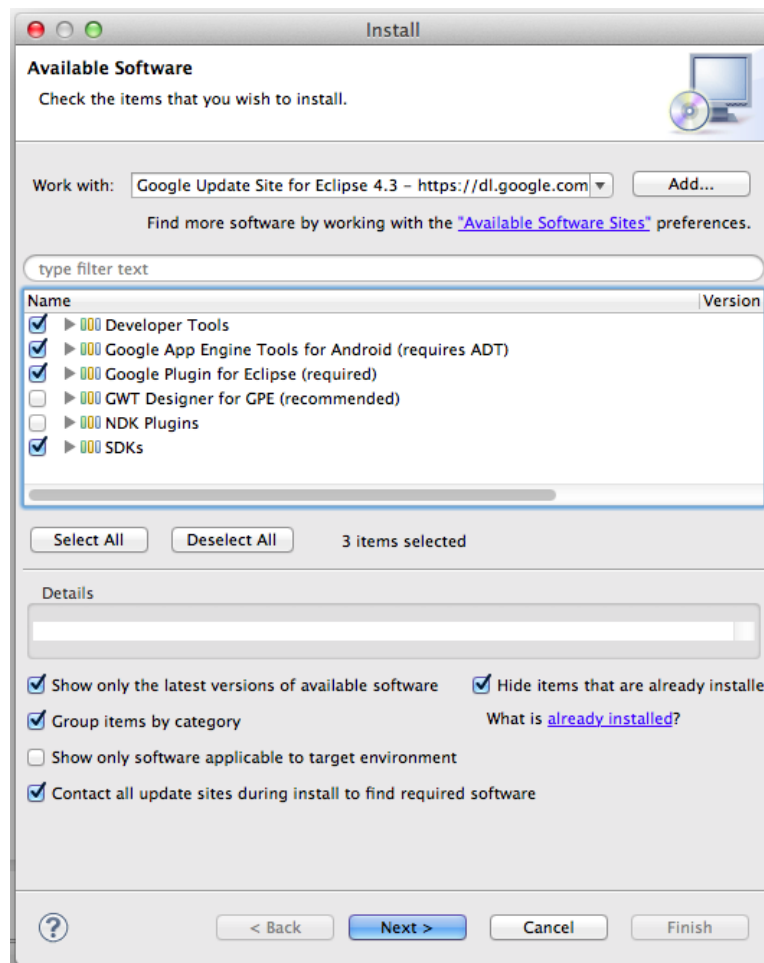 Install
Available Software
Check the items that you wish to install.
Work with: Google Update Site for Eclipse 4.3 – https://dl.google.com Add...
Find more software by working with the "Available Software Sites" preferences.
type filter text
Name Version
Developer Tools
Google App Engine Tools for Android (requires ADT)
Google Plugin for Eclipse (required)
GWT Designer for GPE (recommended)
NDK Plugins
SDKs
Select All Deselect All 3 items selected
Details
Show only the latest versions of available software Hide items that are already installe
Group items by category What is already installed?
Show only software applicable to target environment
Contact all update sites during install to find required software
? < Back Next > Cancel Finish